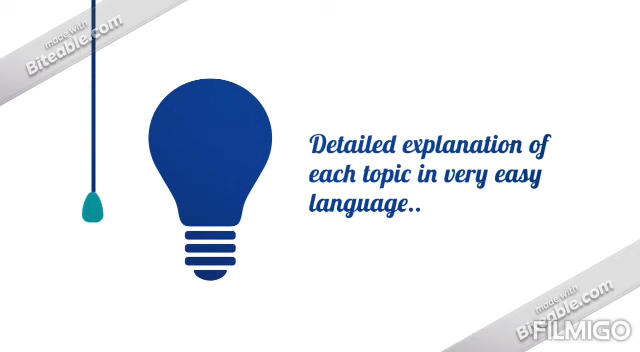 made with
Biteable.com
Detailed explanation of
each topic in very easy
language..
made with
Biteable.com
FILMIGO